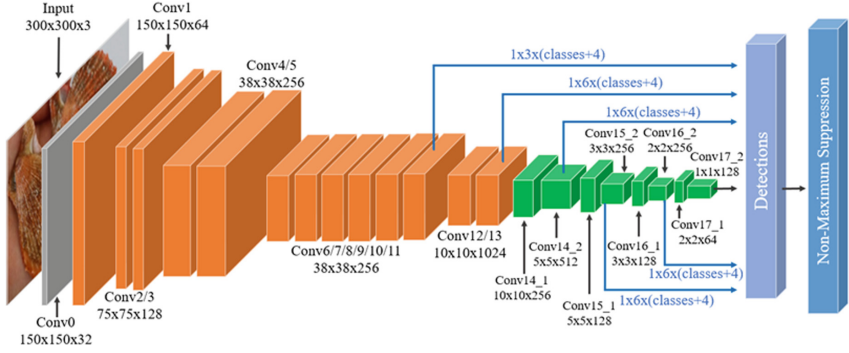 Input
300x300x3
Conv1
150x150x64
Conv4/5
38x38x256
1x3x(classes+4)
1x6x(classes+4)
1x6x(classes+4)
Conv15_2
3x3x256
Conv16_2
2x2x256
Conv17_2
1x1x128
Detections
Non-Maximum Suppression
Conv0
150x150x32
Conv2/3
75x75x128
Conv6/7/8/9/10/11
38x38x256
Conv12/13
10x10x1024
Conv14_1
10x10x256
Conv14_2
5x5x512
Conv15_1
5x5x128
Conv16_1
3x3x128
Conv17_1
2x2x64
1x6x(classes+4)
1x6x(classes+4)